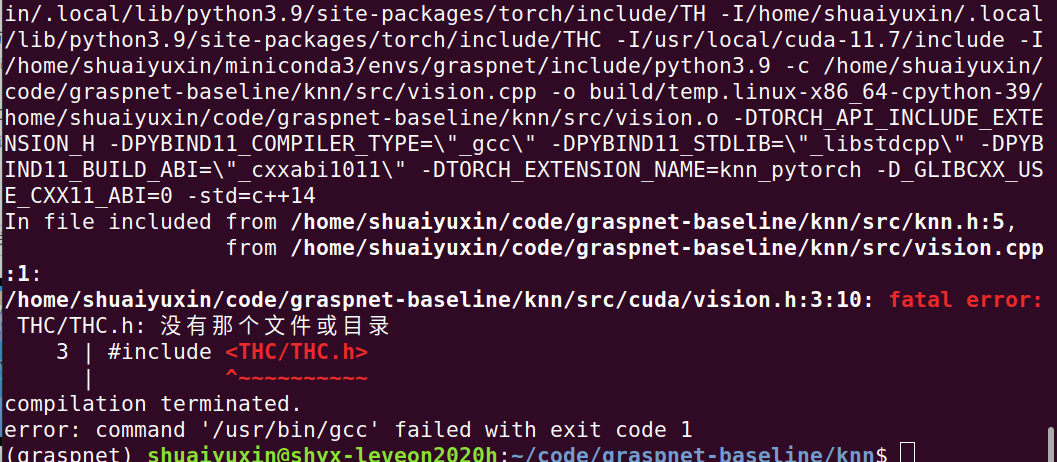 in/.local/lib/python3.9/site-packages/torch/include/TH -I/home/shuaiyuxin/.local
/lib/python3.9/site-packages/torch/include/THC -I/usr/local/cuda-11.7/include -I
/home/shuaiyuxin/miniconda3/envs/graspnet/include/python3.9 -c /home/shuaiyuxin/
code/graspnet-baseline/knn/src/vision.cpp -o build/temp.linux-x86_64-cpython-39/
home/shuaiyuxin/code/graspnet-baseline/knn/src/vision.o -DTORCH_API_INCLUDE_EXTE
NSION_H -DPYBIND11_COMPILER_TYPE=\"_gcc\" -DPYBIND11_STDLIB=\"_libstdcpp\" -DPYB
IND11_BUILD_ABI=\"_cxxabi1011\" -DTORCH_EXTENSION_NAME=knn_pytorch -D_GLIBCXX_US
E_CXX11_ABI=0 -std=c++14
In file included from /home/shuaiyuxin/code/graspnet-baseline/knn/src/knn.h:5,
                 from /home/shuaiyuxin/code/graspnet-baseline/knn/src/vision.cpp
:1:
/home/shuaiyuxin/code/graspnet-baseline/knn/src/cuda/vision.h:3:10: fatal error:
 THC/THC.h: 没有那个文件或目录
    3 | #include <THC/THC.h>
      |          ^~~~~~~~~~~
compilation terminated.
error: command '/usr/bin/gcc' failed with exit code 1
(graspnet) shuaiyuxin@shyx-leyeon2020h:~/code/graspnet-baseline/knn$